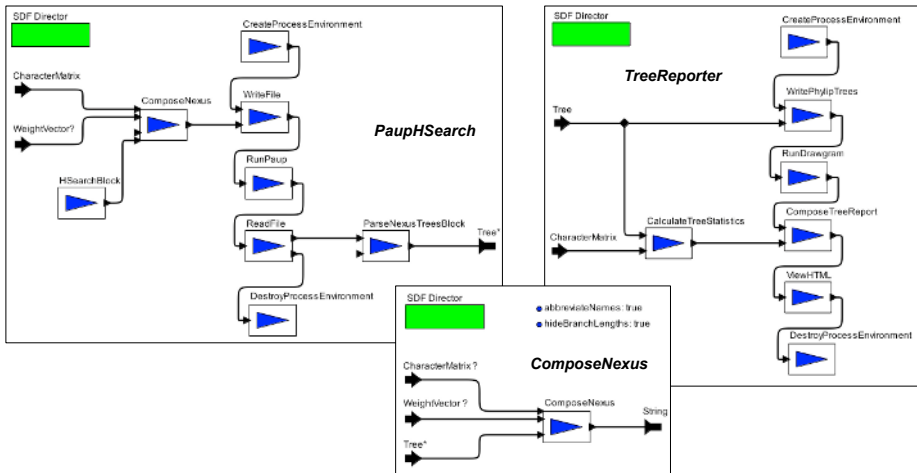 SDF Director
CreateProcessEnvironment
CharacterMatrix
ComposeNexus
WriteFile
PaupHSearch
WeightVector?
RunPaup
HSearchBlock
ReadFile
ParseNexusTreesBlock
Tree*
DestroyProcessEnvironment
SDF Director
CreateProcessEnvironment
TreeReporter
WritePhylipTrees
Tree
RunDrawgram
ComposeTreeReport
CalculateTreeStatistics
CharacterMatrix
ViewHTML
DestroyProcessEnvironment
SDF Director
abbreviateNames: true
hideBranchLengths: true
CharacterMatrix ?
ComposeNexus
WeightVector ?
ComposeNexus
String
Tree*